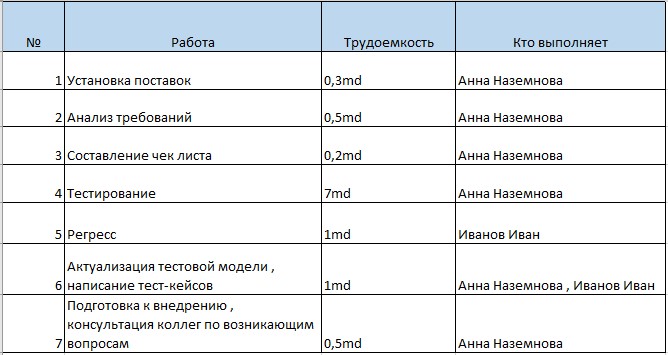 № Работа Трудоемкость Кто выполняет
1 Установка поставок 0,3md Анна Наземнова
2 Анализ требований 0,5md Анна Наземнова
3 Составление чек листа 0,2md Анна Наземнова
4 Тестирование 7md Анна Наземнова
5 Регресс 1md Иванов Иван
Актуализация тестовой модели ,
6 написание тест-кейсов 1md Анна Наземнова , Иванов Иван
Подготовка к внедрению ,
консультация коллег по возникающим
7 вопросам 0,5md Анна Наземнова